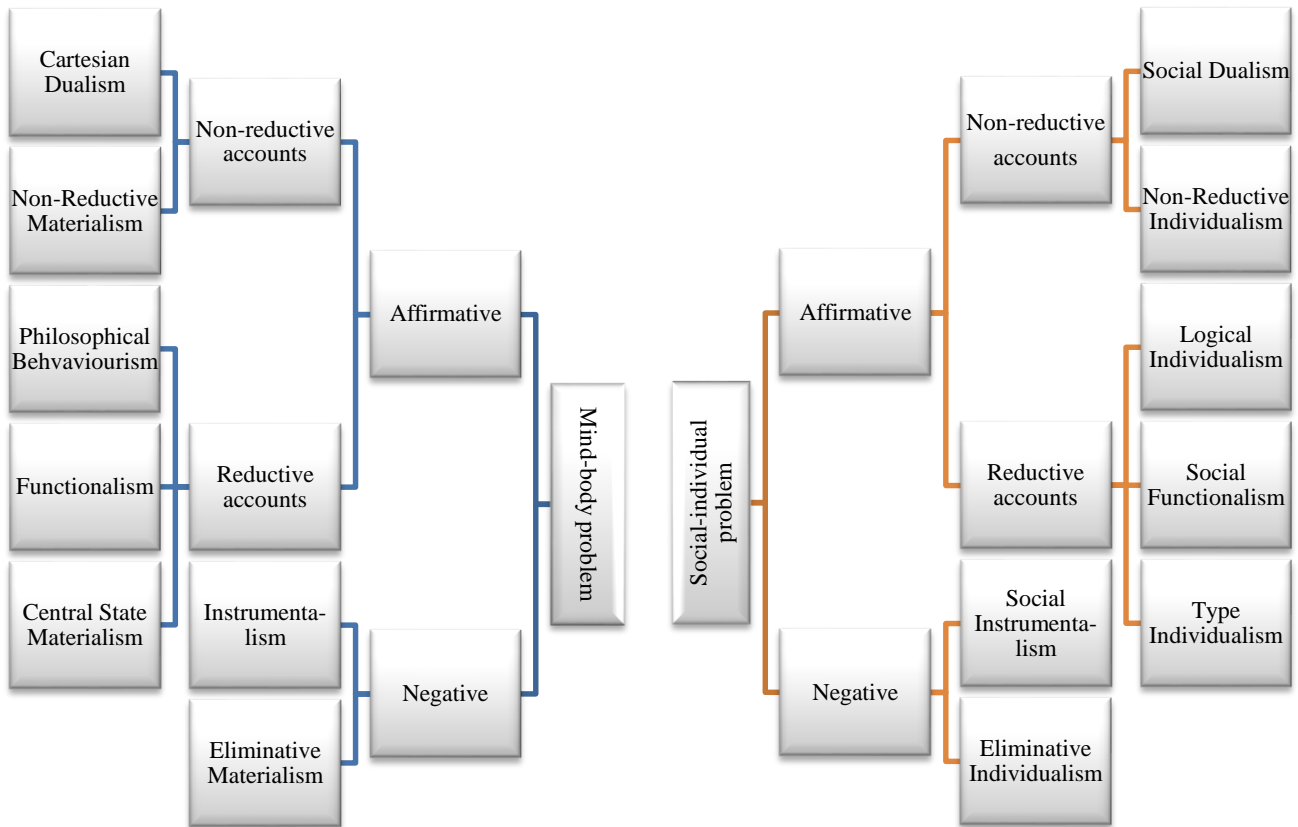 Cartesian
Dualism
Non-reductive
accounts
Non-Reductive
Materialism
Affirmative
Philosophical
Behvaviourism
Functionalism
Reductive
accounts
Central State
Materialism
Instrumenta-
lism
Negative
Eliminative
Materialism
Mind-body problem
Social-individual
problem
Affirmative
Non-reductive
accounts
Social Dualism
Non-Reductive
Individualism
Reductive
accounts
Logical
Individualism
Social
Functionalism
Type
Individualism
Negative
Social
Instrumenta-
lism
Eliminative
Individualism